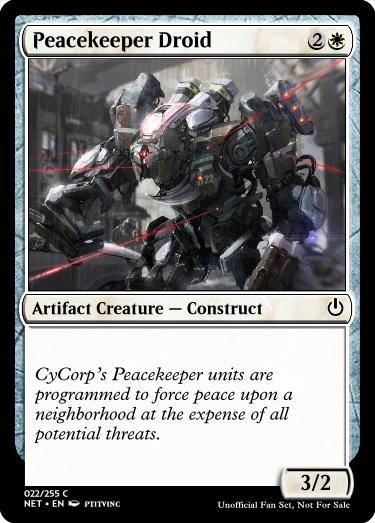 Peacekeeper Droid 2
Artifact Creature — Construct
CyCorp's Peacekeeper units are
programmed to force peace upon a
neighborhood at the expense of all
potential threats.
3/2
022/255 C
NET • EN PTITVINC
Unofficial Fan Set, Not For Sale